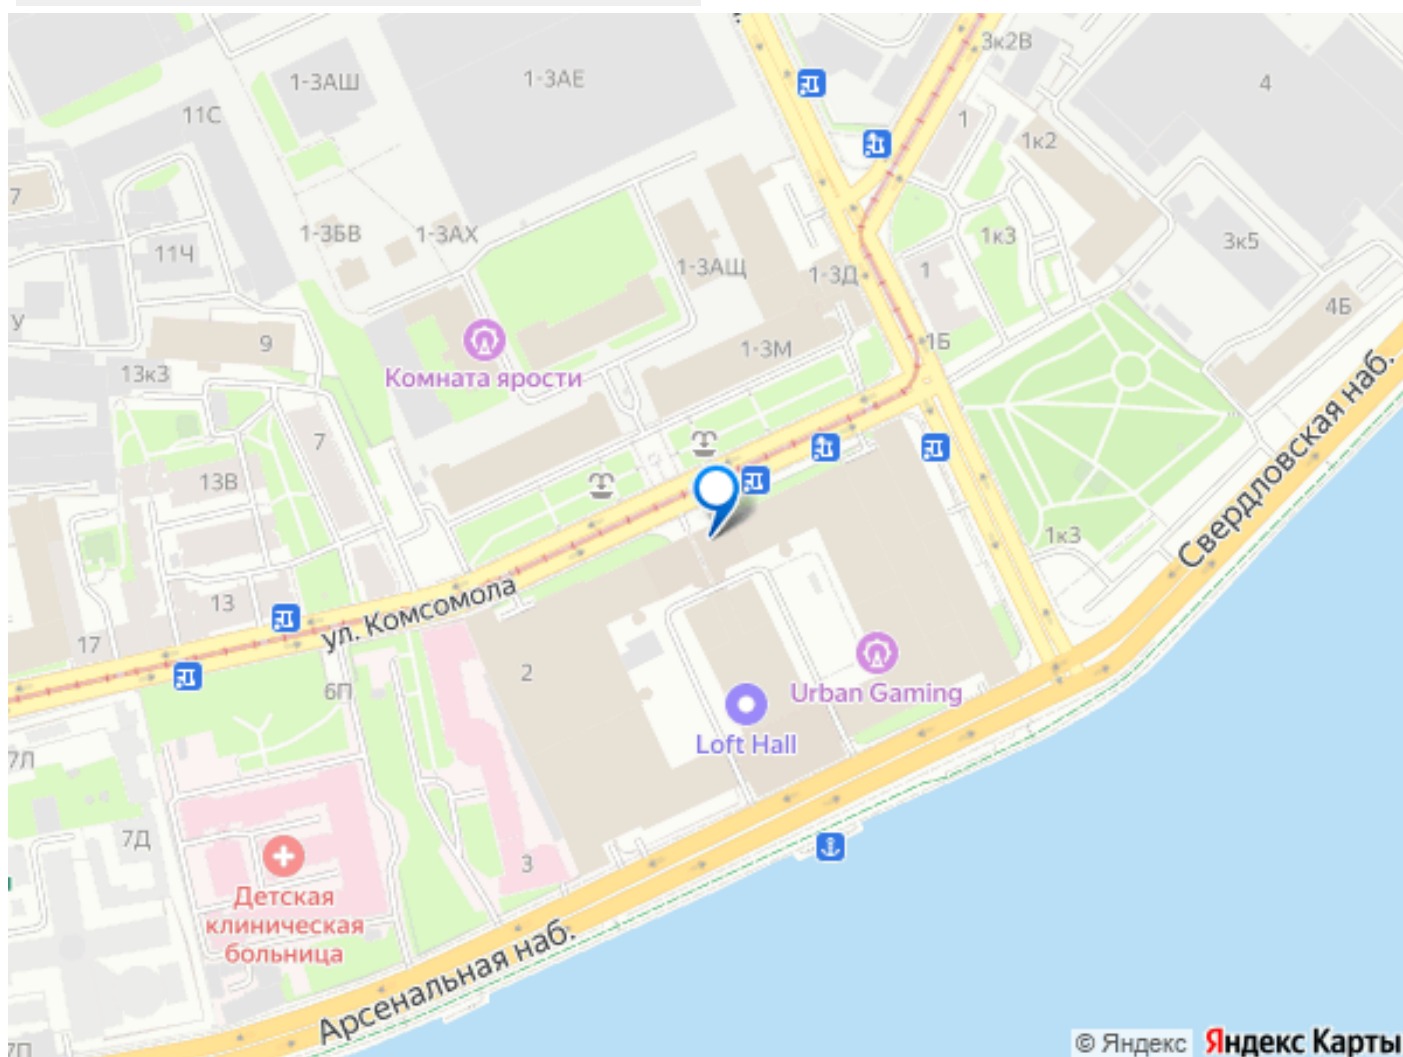 3к2В
1-3АШ
1-3АЕ
4
11С
1
1к2
7
1-3БВ
1-3АХ
11Ч
1к3
3к5
1-3АЩ
1
1-3Д
4Б
У
9
1Б
1-3М
13к3
Комната ярости
7
13В
Свердловская наб.
1к3
13
ул. Комсомола
17
2
6П
Urban Gaming
Loft Hall
7Л
7Д
3
Детская
клиническая
больница
Арсенальная наб.
7П
© Яндекс Яндекс Карты